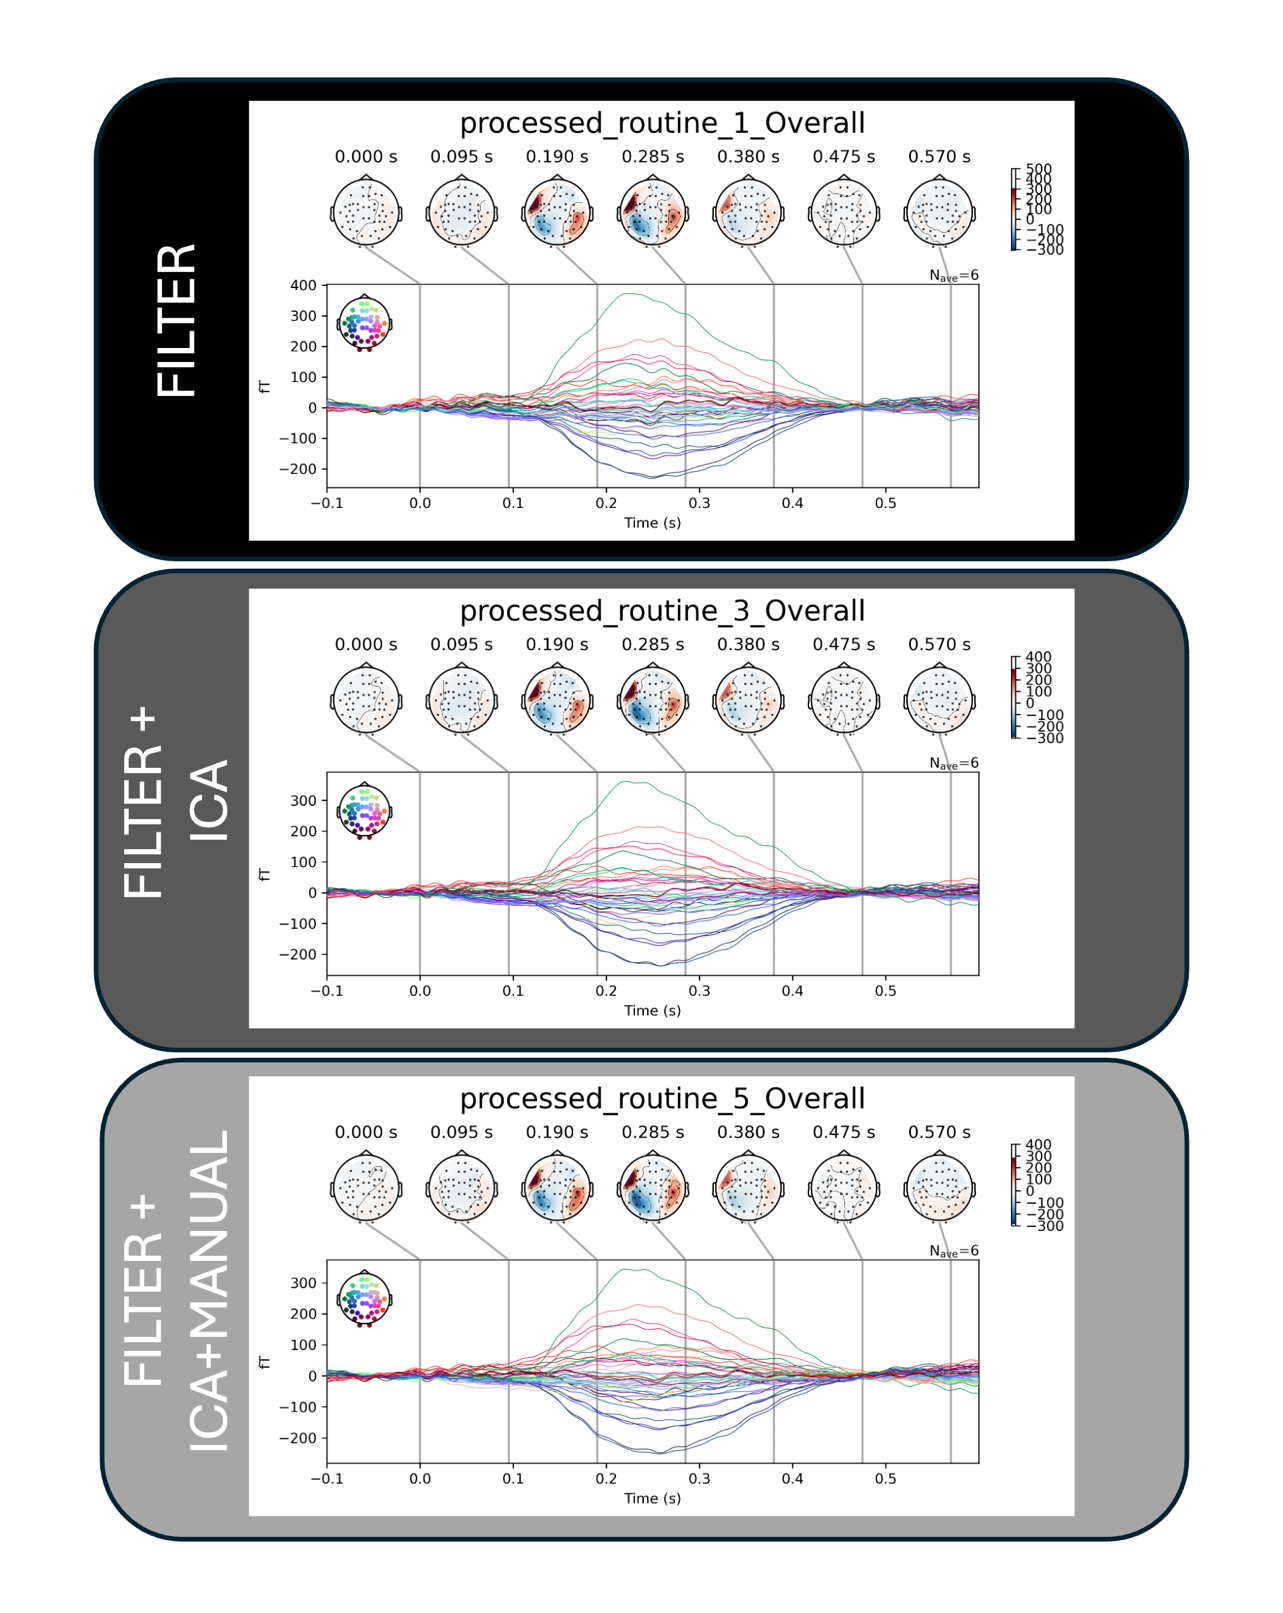 FILTER
processed_routine_1_Overall
0.000 s 0.095 s 0.190 s 0.285 s 0.380 s 0.475 s 0.570 s
500
400
300
200
100
0
−100
−200
−300
Nave=6
400
300
200
100
0
−100
−200
fT
−0.1 0.0 0.1 0.2 0.3 0.4 0.5
Time (s)
FILTER +
ICA
processed_routine_3_Overall
0.000 s 0.095 s 0.190 s 0.285 s 0.380 s 0.475 s 0.570 s
400
300
200
100
0
−100
−200
−300
Nave=6
300
200
100
0
−100
−200
fT
−0.1 0.0 0.1 0.2 0.3 0.4 0.5
Time (s)
FILTER +
ICA+MANUAL
processed_routine_5_Overall
0.000 s 0.095 s 0.190 s 0.285 s 0.380 s 0.475 s 0.570 s
400
300
200
100
0
−100
−200
−300
Nave=6
300
200
100
0
−100
−200
fT
−0.1 0.0 0.1 0.2 0.3 0.4 0.5
Time (s)